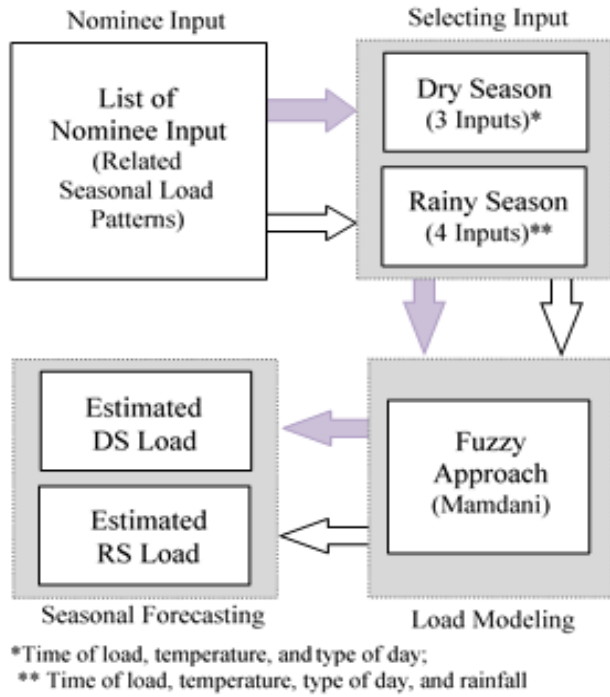 Nominee Input
Selecting Input
List of
Nominee Input
(Related
Seasonal Load
Patterns)
Dry Season
(3 Inputs)*
Rainy Season
(4 Inputs)**
Estimated
DS Load
Estimated
RS Load
Fuzzy
Approach
(Mamdani)
Seasonal Forecasting
Load Modeling
*Time of load, temperature, and type of day;
** Time of load, temperature, type of day, and rainfall